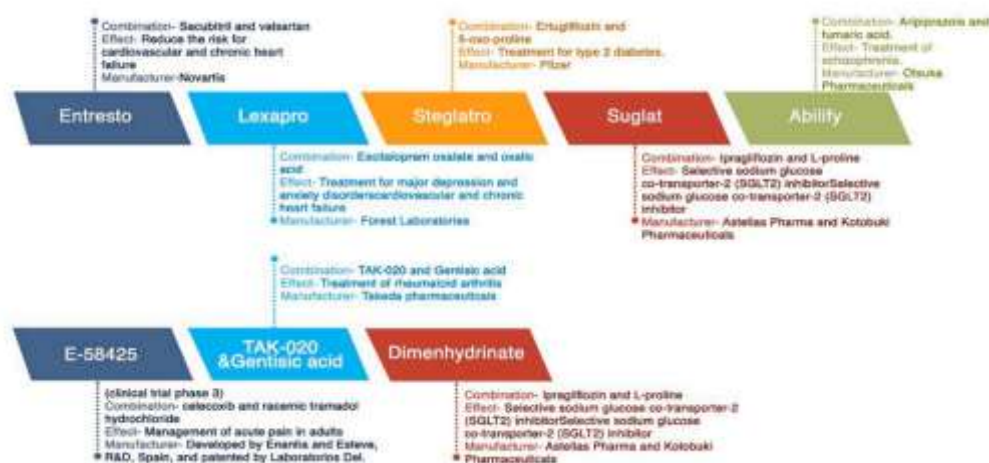 Combination- Sacubitril and valsartan
Effect- Reduce the risk for
cardiovascular and chronic heart
failure
Manufacturer-Novartis
Combination- Ertugliflozin and
5-oxo-proline
Effect- Treatment for type 2 diabetes.
Manufacturer- Pfizer
Combination- Aripiprazole and
fumaric acid.
Effect- Treatment of
schizophrenia.
Manufacturer- Otsuka
Pharmaceuticals
Entresto
Lexapro
Steglatro
Suglat
Abilify
Combination- Escitalopram oxalate and oxalic
acid
Effect- Treatment for major depression and
anxiety disorderscardiovascular and chronic
heart failure
Manufacturer- Forest Laboratories
Combination- Ipragliflozin and L-proline
Effect- Selective sodium glucose
co-transporter-2 (SGLT2) inhibitorSelective
sodium glucose co-transporter-2 (SGLT2)
inhibitor
Manufacturer- Astellas Pharma and Kotobuki
Pharmaceuticals
Combination- TAK-020 and Gentisic acid
Effect- Treatment of rheumatoid arthritis
Manufacturer- Takeda pharmaceuticals
E-58425
TAK-020
&Gentisic acid
Dimenhydrinate
(clinical trial phase 3)
Combination- celecoxib and racemic tramadol
hydrochloride
Effect- Management of acute pain in adults
Manufacturer- Developed by Enantia and Esteve,
R&D, Spain, and patented by Laboratorios Del.
Combination- Ipragliflozin and L-proline
Effect- Selective sodium glucose co-transporter-2
(SGLT2) inhibitorSelective sodium glucose
co-transporter-2 (SGLT2) inhibitor
Manufacturer- Astellas Pharma and Kotobuki
Pharmaceuticals